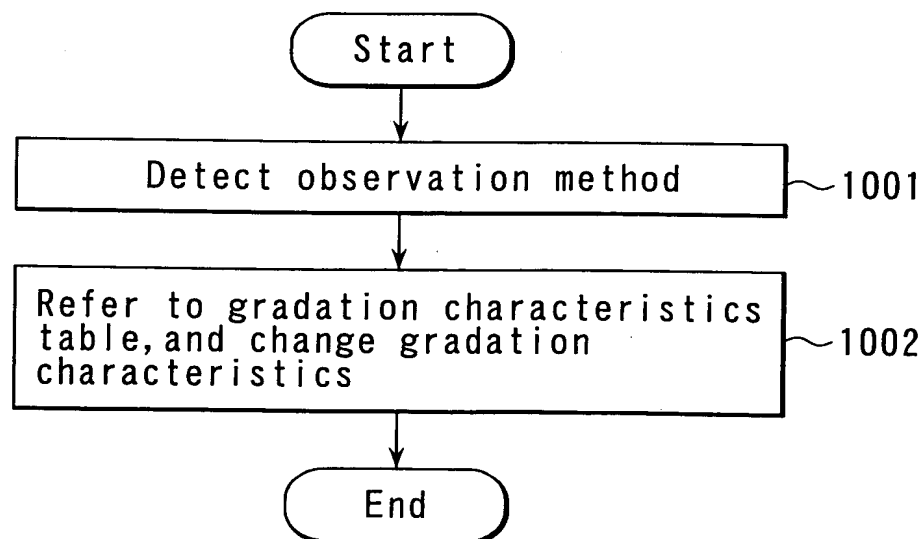 Start
Detect observation method
1001
Refer to gradation characteristics
table, and change gradation
characteristics
1002
End